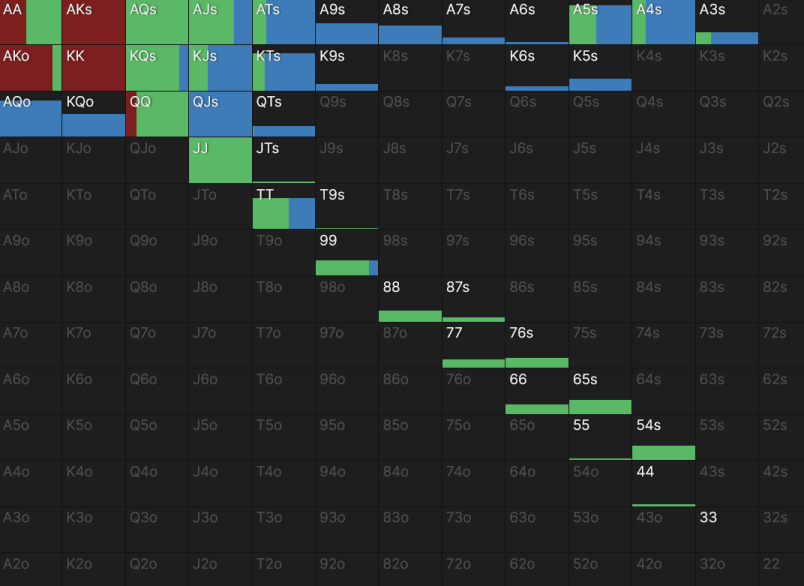 AA AKs AQs AJs ATs A9s A8s A7s A6s A5s A4s A3s A2s
AKo KK KQs KJs KTs K9s K8s K7s K6s K5s K4s K3s K2s
AQo KQo QQ QJs QTs Q9s Q8s Q7s Q6s Q5s Q4s Q3s Q2s
AJo KJo QJo JJ JTs J9s J8s J7s J6s J5s J4s J3s J2s
ATo KTo QTo JTo TT T9s T8s T7s T6s T5s T4s T3s T2s
A9o K9o Q9o J9o T9o 99 98s 97s 96s 95s 94s 93s 92s
A8o K8o Q8o J8o T8o 98o 88 87s 86s 85s 84s 83s 82s
A7o K7o Q7o J7o T7o 97o 87o 77 76s 75s 74s 73s 72s
A6o K6o Q6o J6o T6o 96o 86o 76o 66 65s 64s 63s 62s
A5o K5o Q5o J5o T5o 95o 85o 75o 65o 55 54s 53s 52s
A4o K4o Q4o J4o T4o 94o 84o 74o 64o 54o 44 43s 42s
A3o K3o Q3o J3o T3o 93o 83o 73o 63o 53o 43o 33 32s
A2o K2o Q2o J2o T2o 92o 82o 72o 62o 52o 42o 32o 22